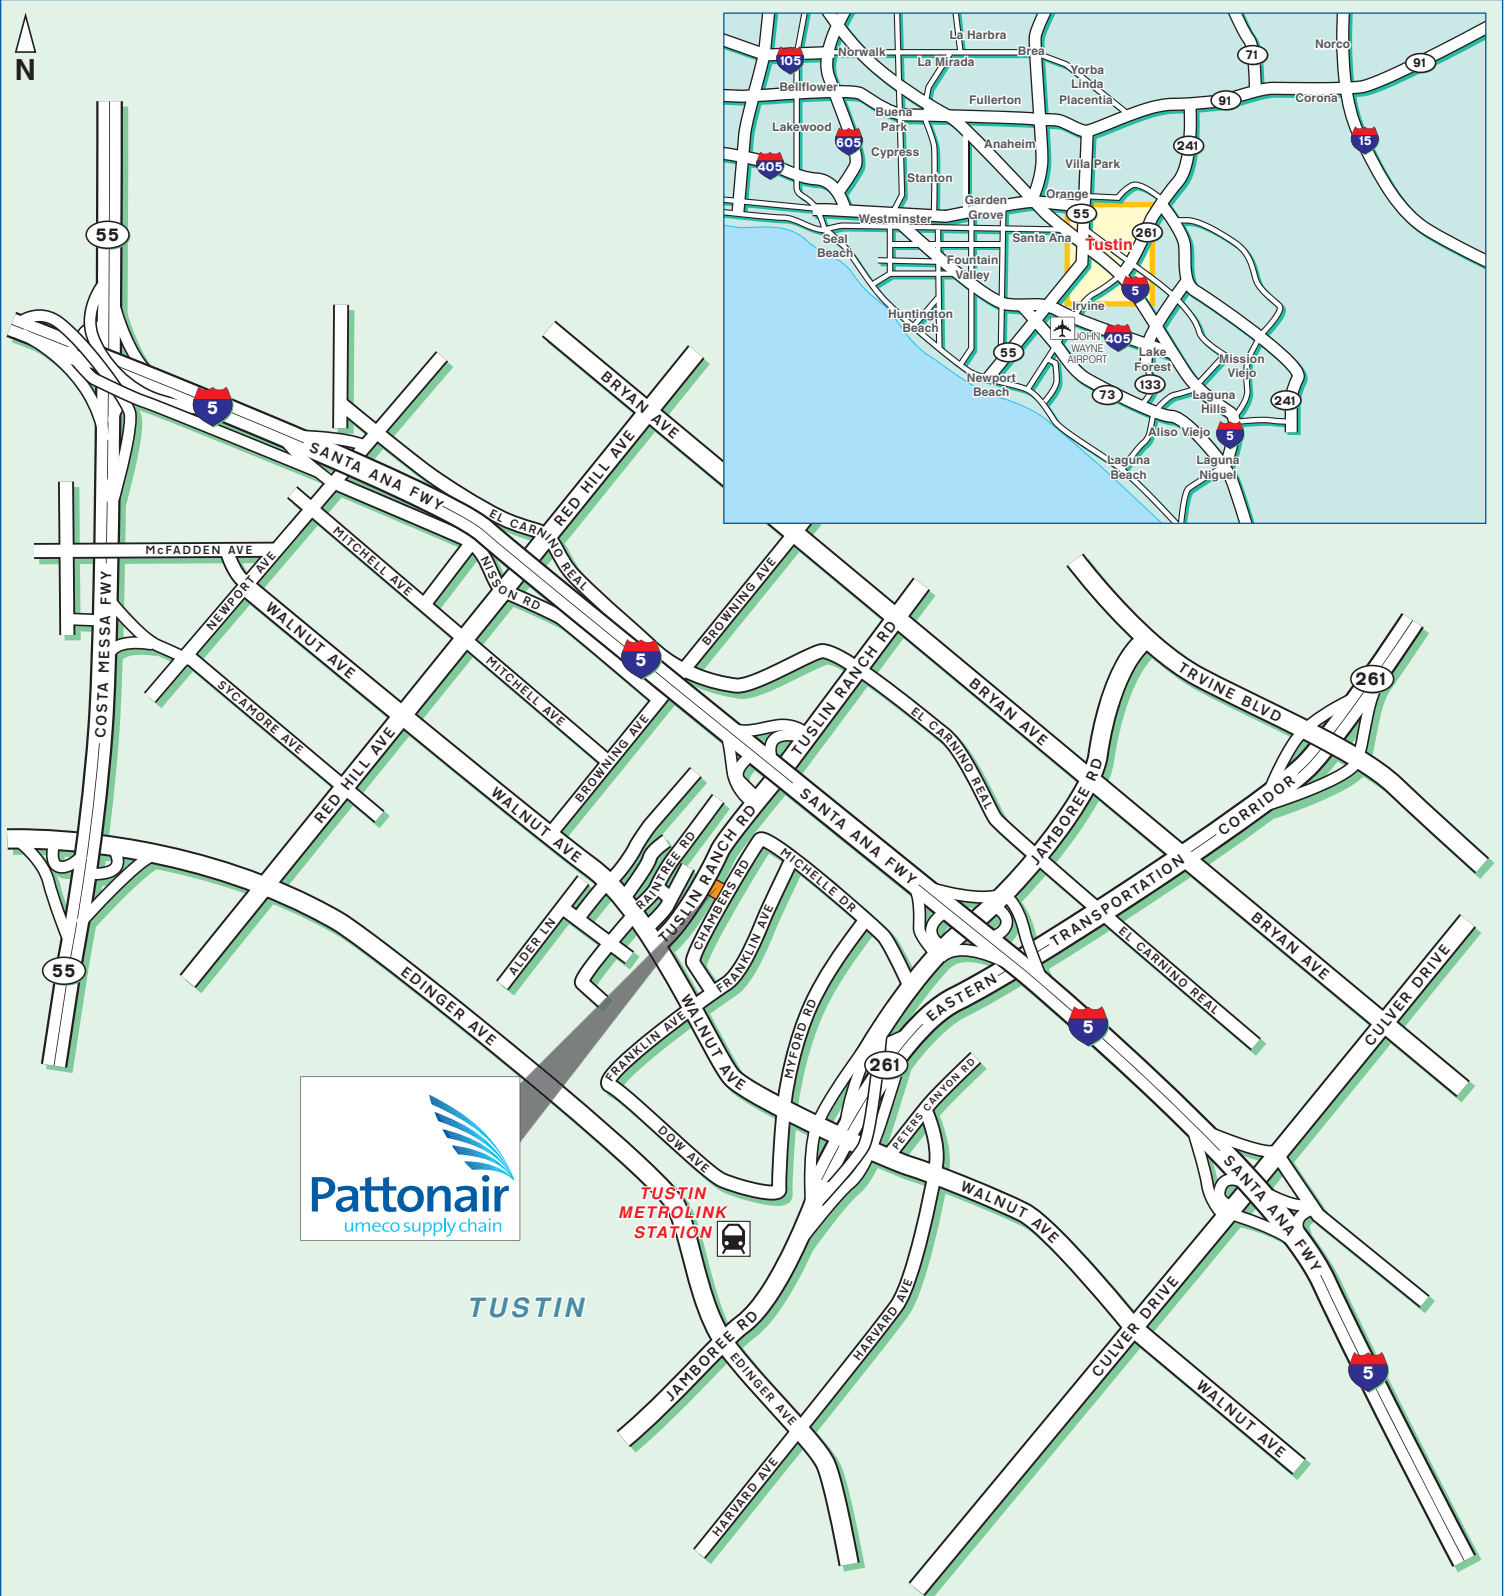 N
105
Norwalk
La Harbra
La Mirada
Brea
71
Norco
91
Bellflower
Yorba
Linda
Placentia
Fullerton
91
Corona
Buena
Park
Lakewood
605
Cypress
Anaheim
241
15
405
Stanton
Villa Park
Garden
Grove
Orange
55
Westminster
Santa Ana
261
Tustin
Seal
Beach
Fountain
Valley
5
Huntington
Beach
Irvine
JOHN
WAYNE
AIRPORT
405
55
Lake
Forest
Mission
Viejo
Newport
Beach
133
73
Laguna
Hills
241
Aliso Viejo
5
Laguna
Beach
Laguna
Niguel
55
5
BRYAN AVE
SANTA ANA FWY
RED HILL AVE
EL CARNINO REAL
McFADDEN AVE
MITCHELL AVE
NISSON RD
NEWPORT AVE
BROWNING AVE
COSTA MESSA FWY
WALNUT AVE
5
TUSLIN RANCH RD
TRVINE BLVD
261
SYCAMORE AVE
MITCHELL AVE
BRYAN AVE
EL CARNINO REAL
RED HILL AVE
BROWNING AVE
JAMBOREE RD
WALNUT AVE
SANTA ANA FWY
CORRIDOR
RAINTREE RD
TUSLIN RANCH RD
CHAMBERS RD
MICHELLE DR
TRANSPORTATION
ALDER LN
FRANKLIN AVE
BRYAN AVE
EL CARNINO REAL
CULVER DRIVE
55
EDINGER AVE
EASTERN
WALNUT AVE
FRANKLIN AVE
MYFORD RD
5
261
PETERS CANYON RD
DOW AVE
Pattonair
umeco supply chain
TUSTIN
METROLINK
STATION
WALNUT AVE
SANTA ANA FWY
TUSTIN
HARVARD AVE
CULVER DRIVE
JAMBOREE RD
EDINGER AVE
5
WALNUT AVE
HARVARD AVE